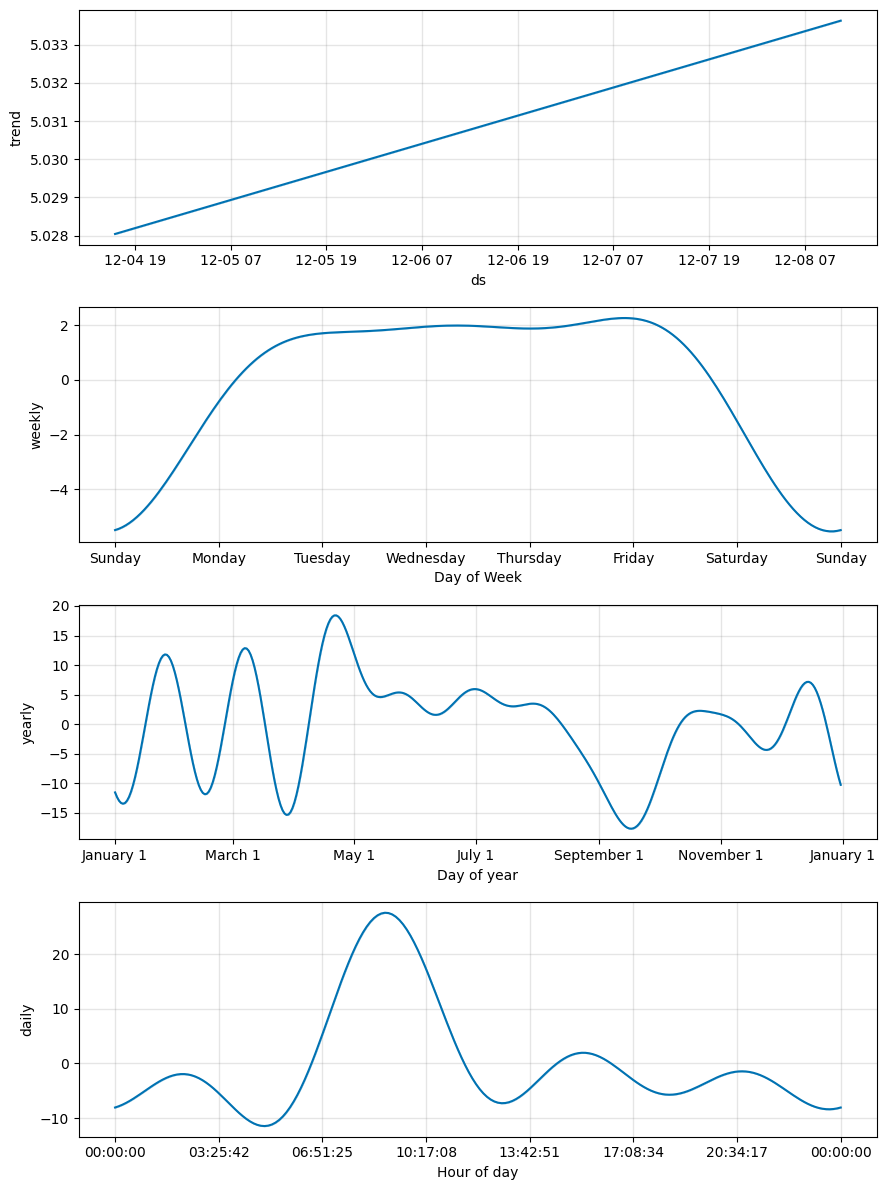 5.033
5.032
5.031
5.030
5.029
5.028
trend
12-04 19 12-05 07 12-05 19 12-06 07 12-06 19 12-07 07 12-07 19 12-08 07
ds
2
0
−2
−4
weekly
Sunday Monday Tuesday Wednesday Thursday Friday Saturday Sunday
Day of Week
20
15
10
5
0
−5
−10
−15
yearly
January 1 March 1 May 1 July 1 September 1 November 1 January 1
Day of year
20
10
0
−10
daily
00:00:00 03:25:42 06:51:25 10:17:08 13:42:51 17:08:34 20:34:17 00:00:00
Hour of day